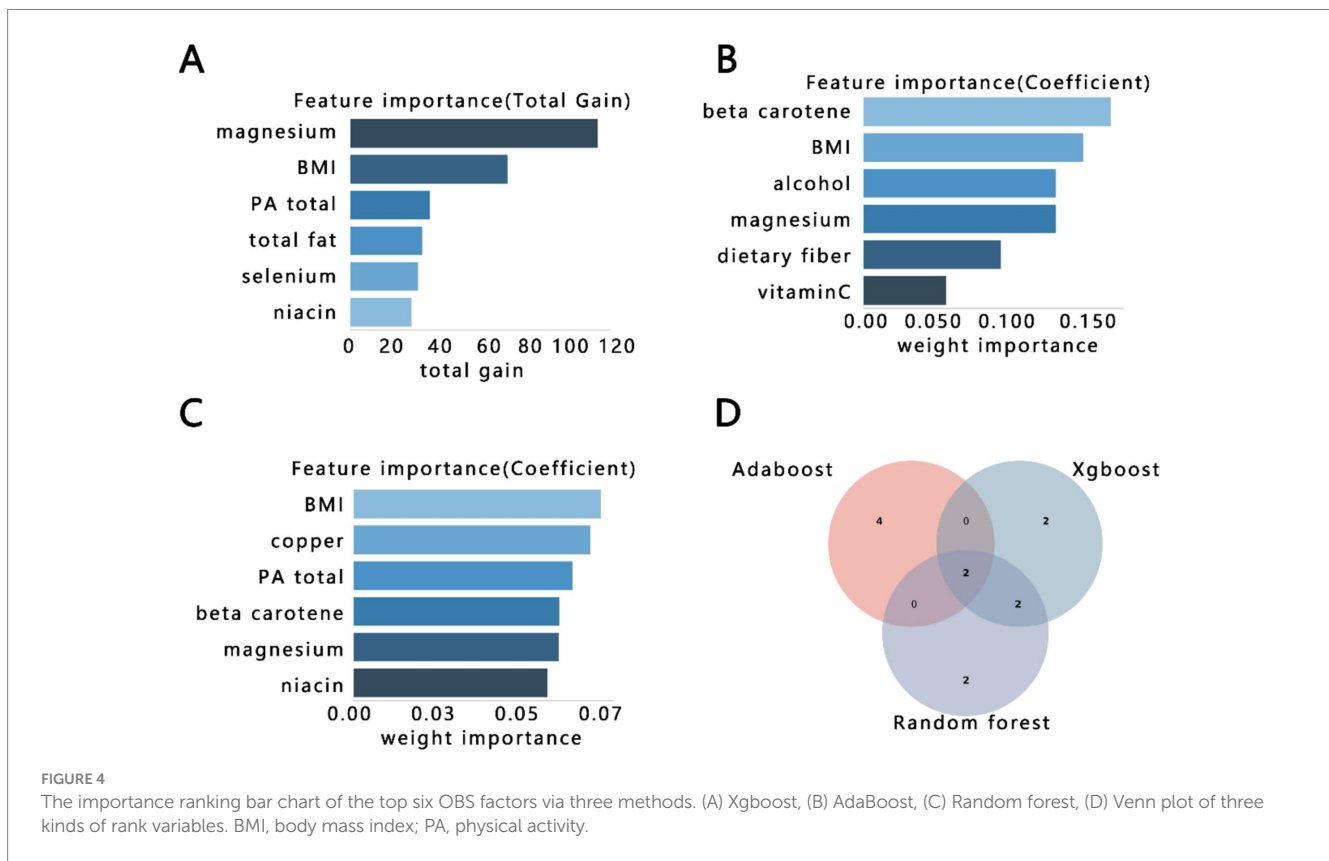 A
Feature importance(Total Gain)
magnesium
BMI
PA total
total fat
selenium
niacin
0 20 40 60 80 100 120
total gain
B
Feature importance(Coefficient)
beta carotene
BMI
alcohol
magnesium
dietary fiber
vitaminC
0.00 0.050 0.100 0.150
weight importance
C
Feature importance(Coefficient)
BMI
copper
PA total
beta carotene
magnesium
niacin
0.00 0.03 0.05 0.07
weight importance
D
Adaboost Xgboost
4 0 2
2
0 2
2
Random forest
FIGURE 4
The importance ranking bar chart of the top six OBS factors via three methods. (A) Xgboost, (B) AdaBoost, (C) Random forest, (D) Venn plot of three
kinds of rank variables. BMI, body mass index; PA, physical activity.